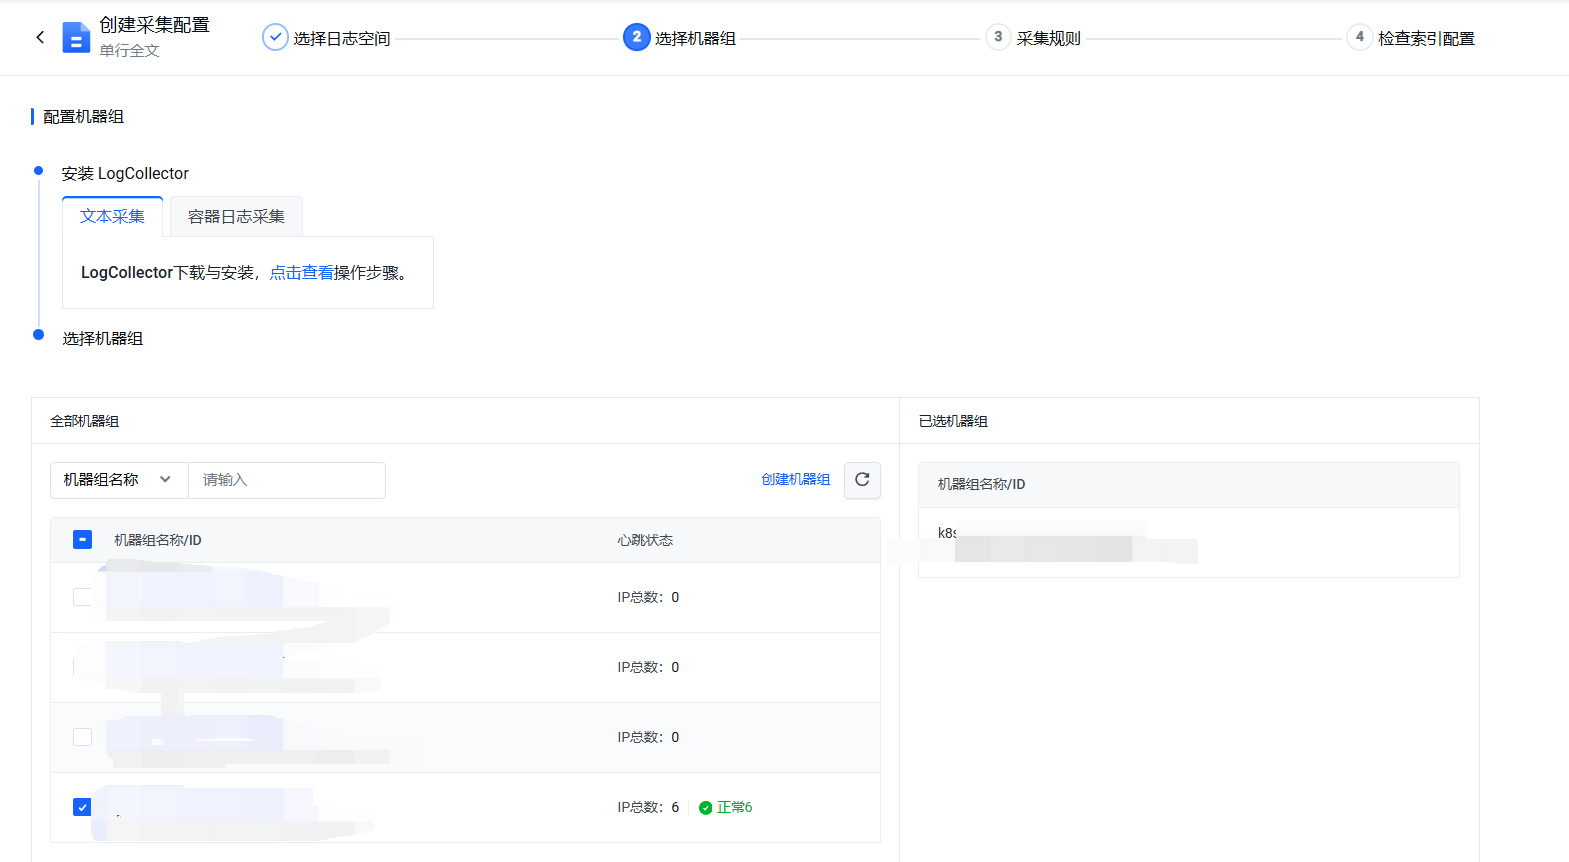 创建采集配置
单行全文
选择日志空间
2 选择机器组
3 采集规则
4 检查索引配置
配置机器组
安装 LogCollector
文本采集 容器日志采集
LogCollector下载与安装，点击查看操作步骤。
选择机器组
全部机器组
已选机器组
机器组名称 请输入 创建机器组
机器组名称/ID 心跳状态
机器组名称/ID
k8s
IP总数：0
IP总数：0
IP总数：0
IP总数：6 正常6